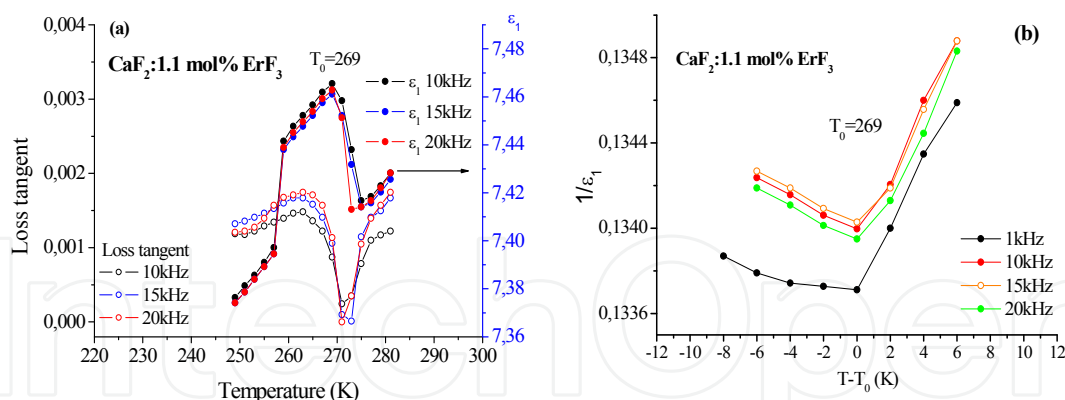 (a)
CaF2:1.1 mol% ErF3
T0=269
ε1 10kHz
ε1 15kHz
ε1 20kHz
Loss tangent
10kHz
15kHz
20kHz
Loss tangent
0,004
0,003
0,002
0,001
0,000
220 230 240 250 260 270 280 290 300
Temperature (K)
ε1
7,48
7,46
7,44
7,42
7,40
7,38
7,36
(b)
CaF2:1.1 mol% ErF3
T0=269
1/ε1
0,1348
0,1344
0,1340
0,1336
1kHz
10kHz
15kHz
20kHz
-12 -10 -8 -6 -4 -2 0 2 4 6 8 10 12
T-T0 (K)